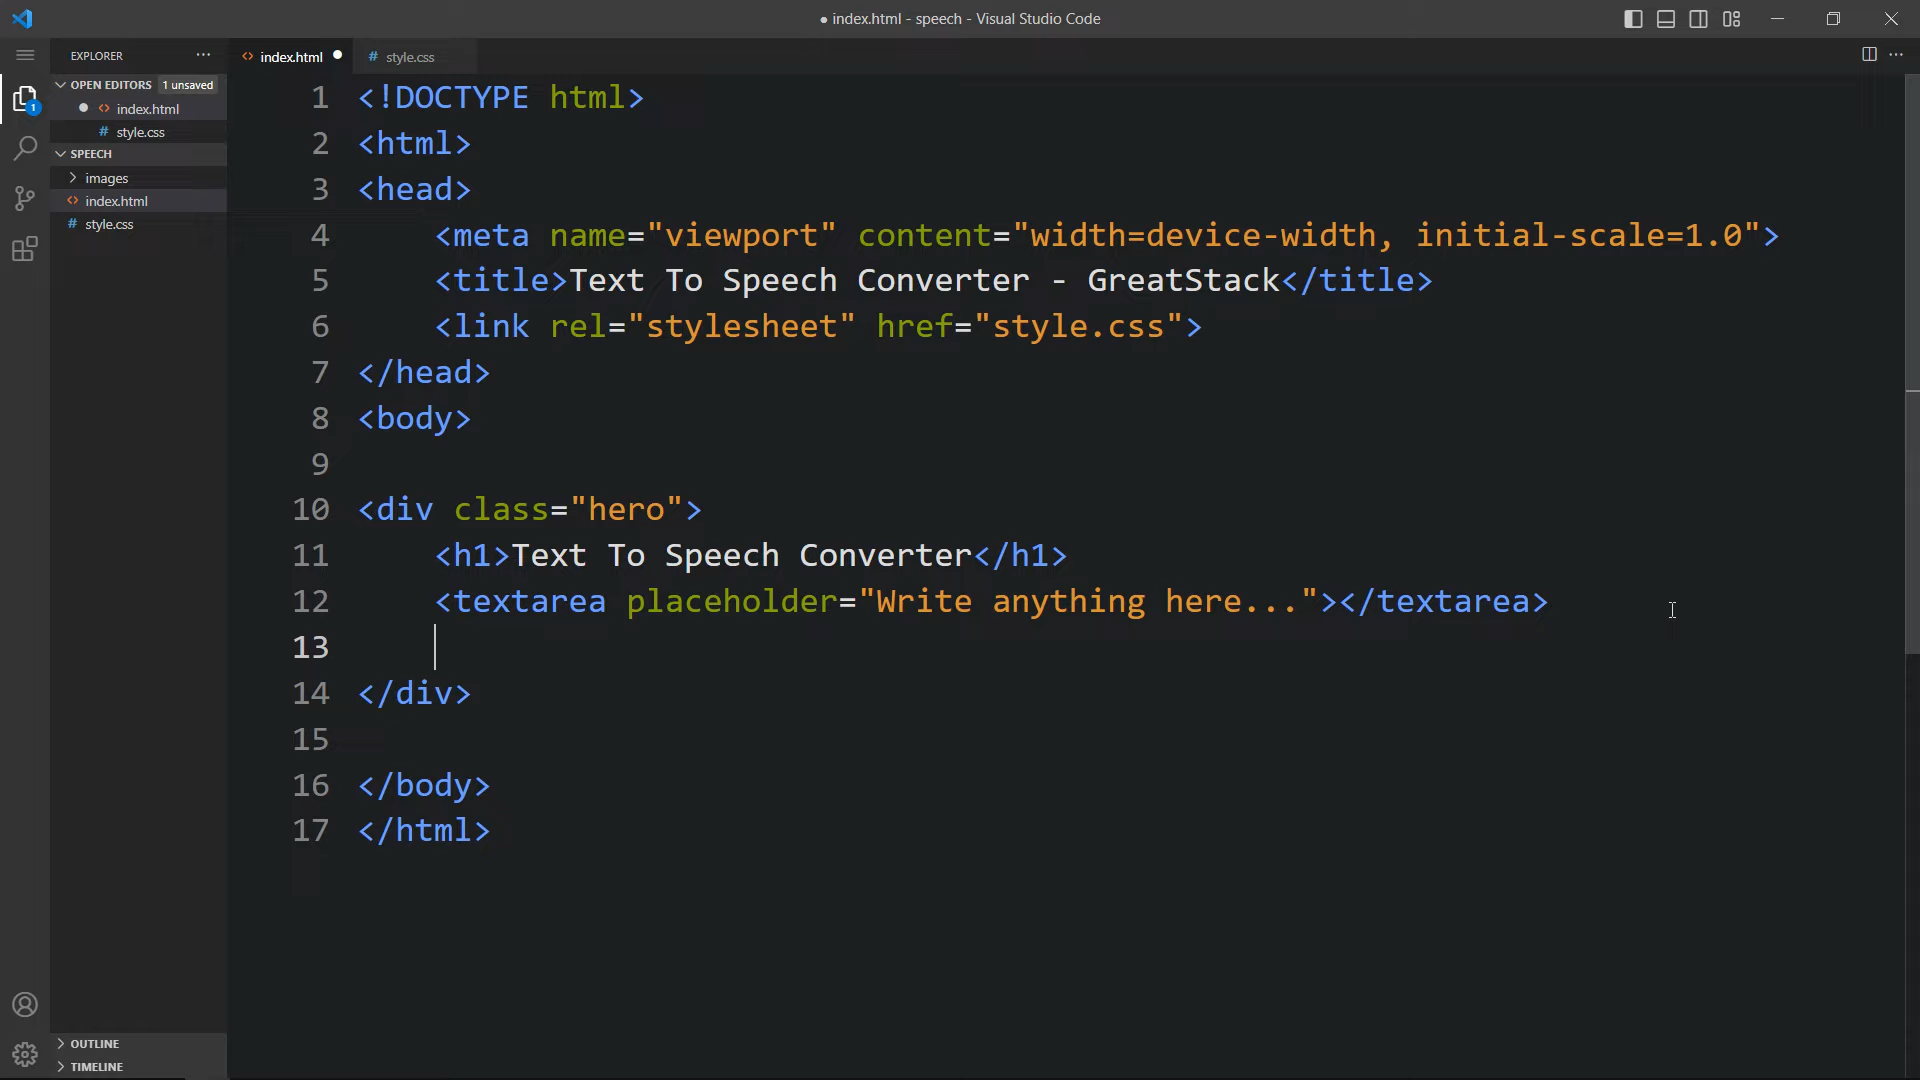 ● index.html - speech - Visual Studio Code
EXPLORER
OPEN EDITORS 1 unsaved
index.html
# style.css
SPEECH
images
index.html
# style.css
1
OUTLINE
TIMELINE
index.html # style.css
1 <!DOCTYPE html>
2 <html>
3 <head>
4 <meta name="viewport" content="width=device-width, initial-scale=1.0">
5 <title>Text To Speech Converter - GreatStack</title>
6 <link rel="stylesheet" href="style.css">
7 </head>
8 <body>
9
10 <div class="hero">
11 <h1>Text To Speech Converter</h1>
12 <textarea placeholder="Write anything here..."></textarea>
13
14 </div>
15
16 </body>
17 </html>